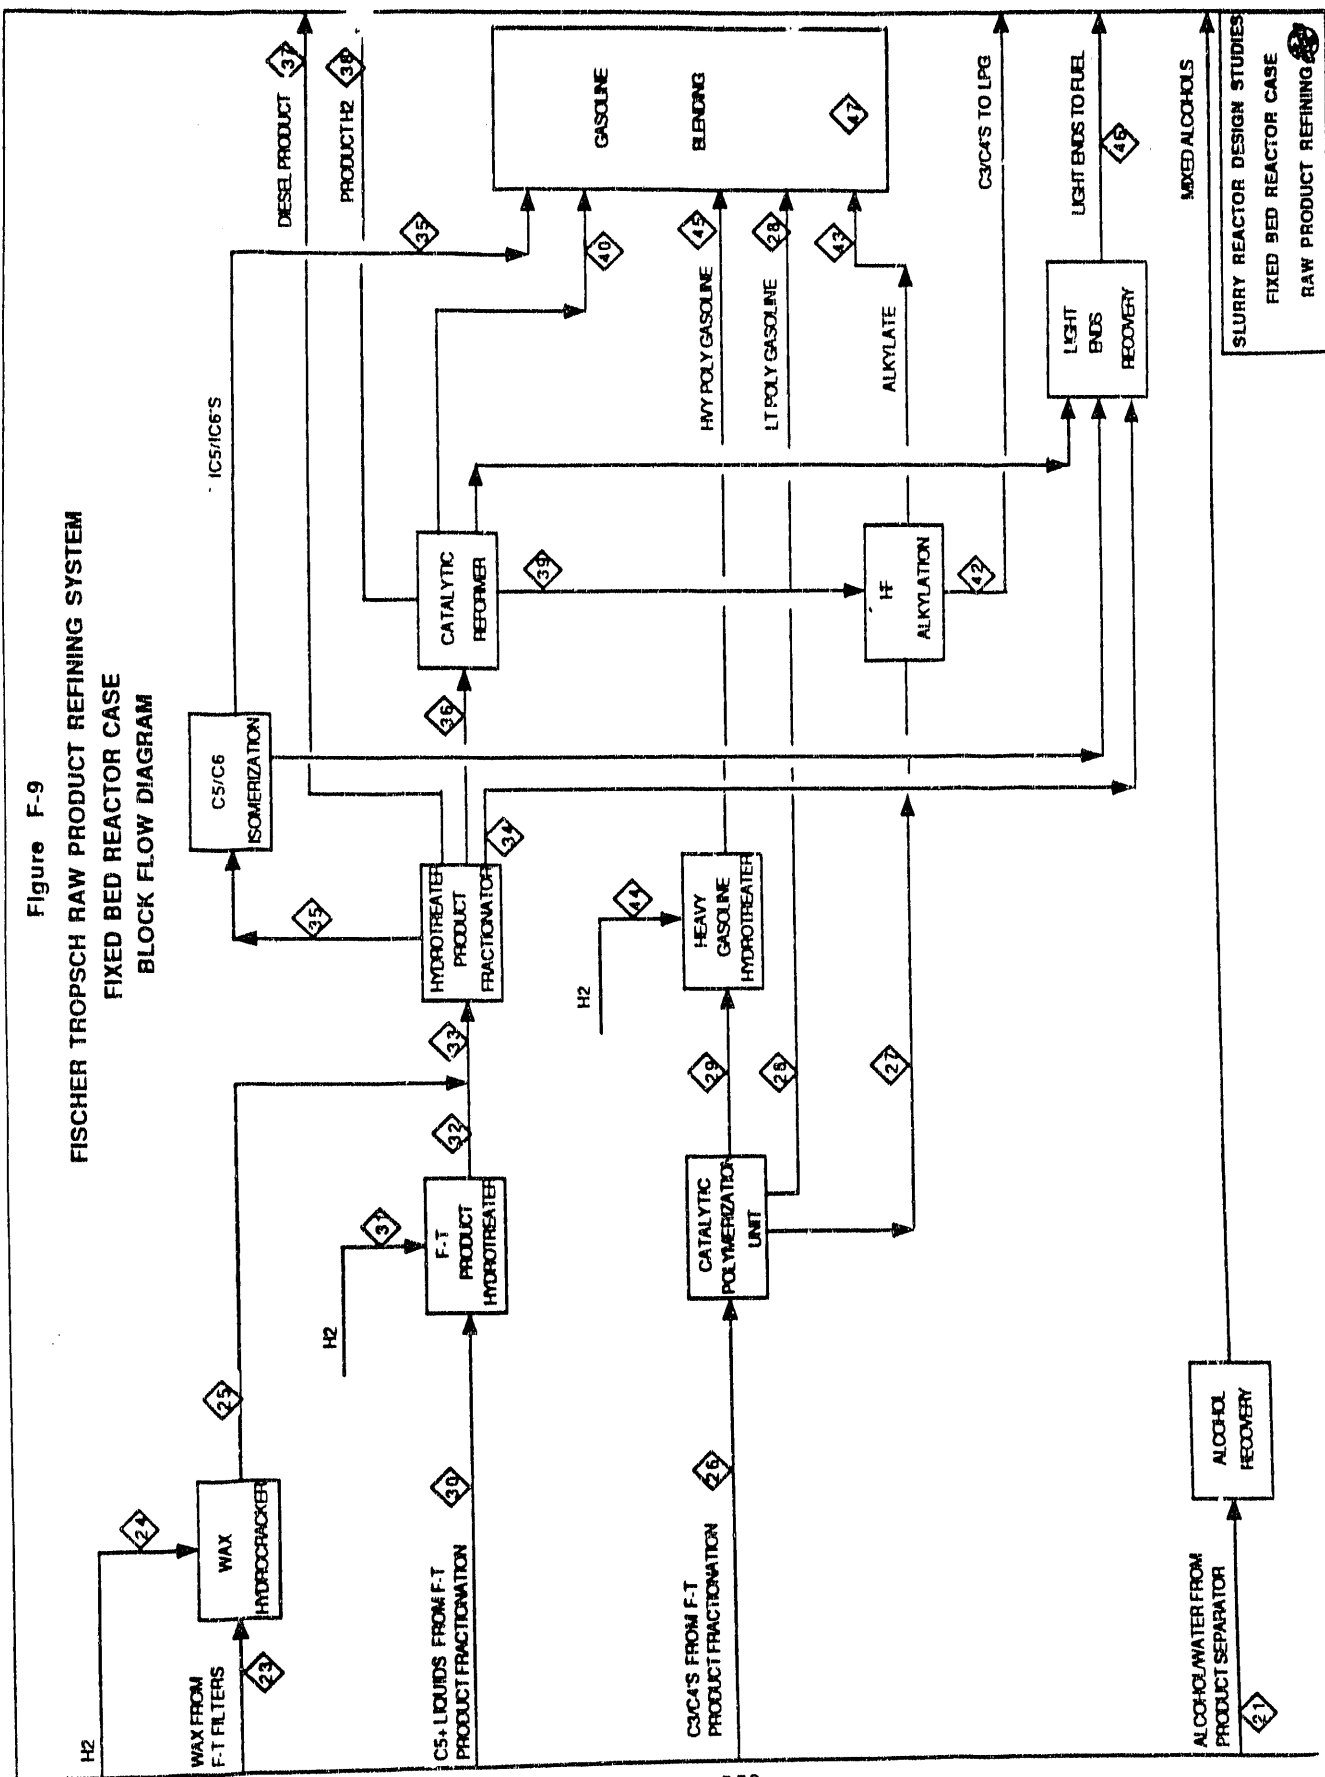 Figure F-9
FISCHER TROPSCH RAW PRODUCT REFINING SYSTEM
FIXED BED REACTOR CASE
BLOCK FLOW DIAGRAM
H2
24
WAX FROM
F-T FILTERS
23
WAX
HYDROCRACKER
25
C5+ LIQUIDS FROM F-T
PRODUCT FRACTIONATION
30
H2
31
F-T
PRODUCT
HYDROTREATER
32
33
HYDROTREATER
PRODUCT
FRACTIONATOR
35
34
36
C5/C6
ISOMERIZATION
IC5/IC6'S
35
CATALYTIC
REFORMER
39
40
DIESEL PRODUCT
37
PRODUCT H2
38
C3/C4'S FROM F-T
PRODUCT FRACTIONATION
26
CATALYTIC
POLYMERIZATION
UNIT
29
28
27
H2
44
HEAVY
GASOLINE
HYDROTREATER
HVY POLY GASOLINE
45
LT POLY GASOLINE
28
HF
ALKYLATION
42
ALKYLATE
43
GASOLINE
BLENDING
47
C3/C4'S TO LPG
LIGHT
ENDS
RECOVERY
LIGHT ENDS TO FUEL
46
ALCOHOL/WATER FROM
PRODUCT SEPARATOR
21
ALCOHOL
RECOVERY
MIXED ALCOHOLS
SLURRY REACTOR DESIGN STUDIES
FIXED BED REACTOR CASE
RAW PRODUCT REFINING